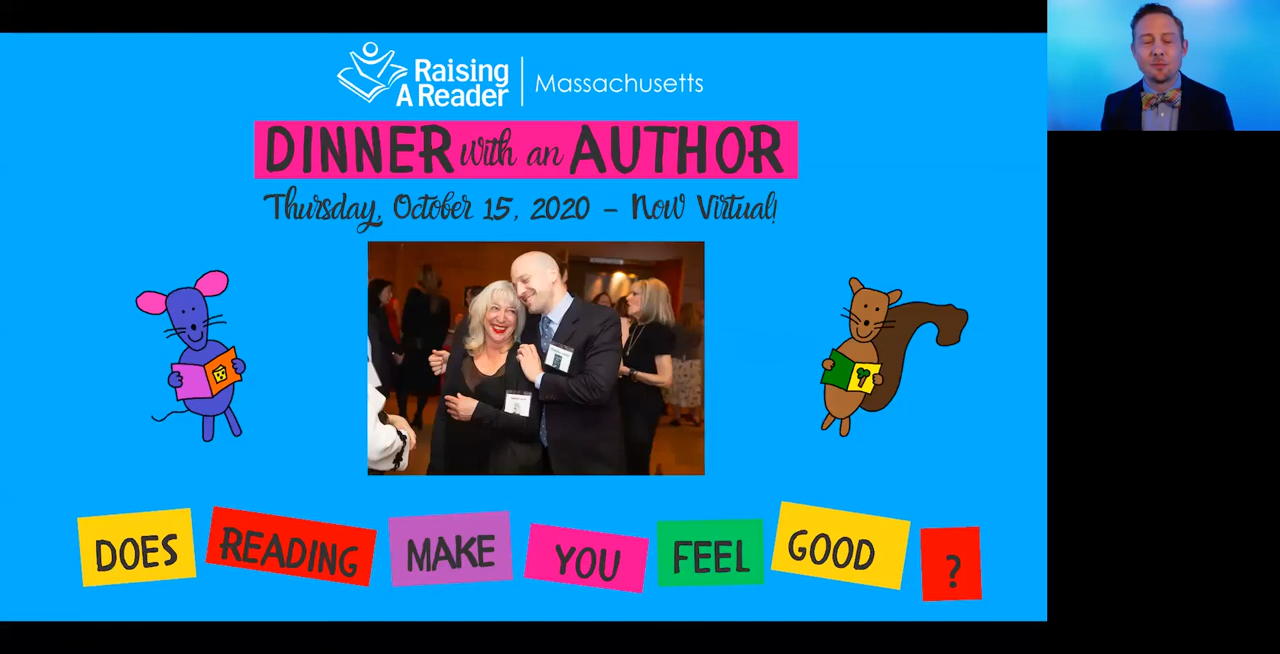 Raising
A Reader
Massachusetts
DINNER with an AUTHOR
Thursday, October 15, 2020 – Now Virtual!
DOES READING MAKE YOU FEEL GOOD ?